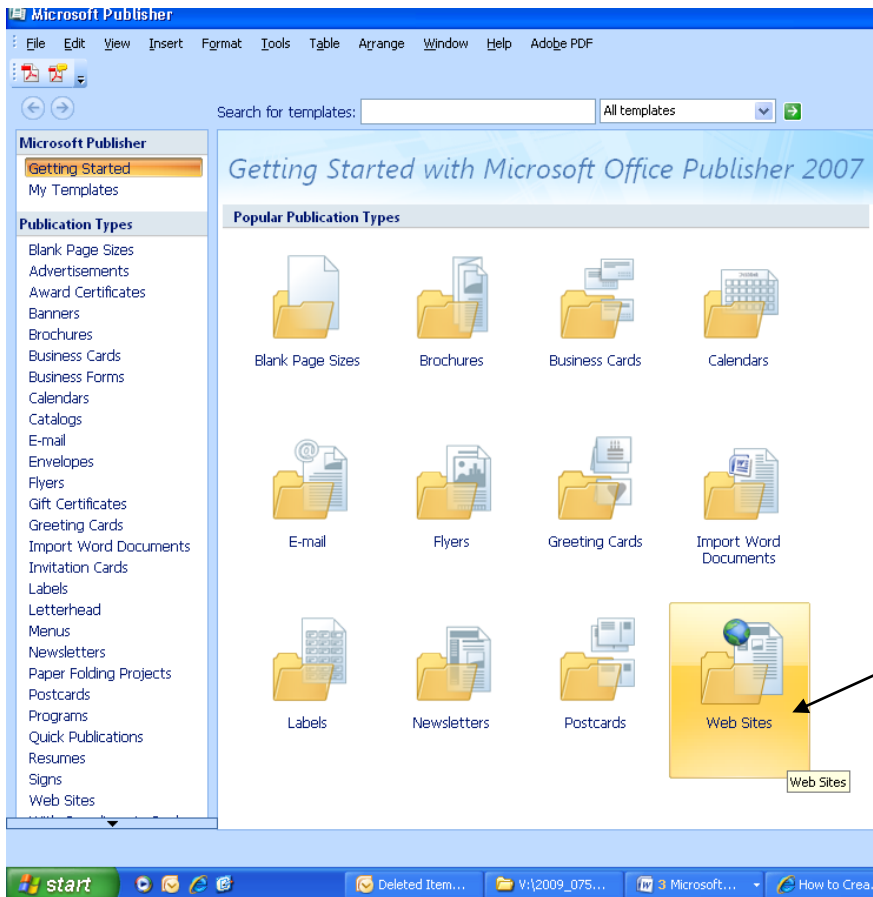 Microsoft Publisher
File Edit View Insert Format Tools Table Arrange Window Help Adobe PDF
Search for templates: All templates
Microsoft Publisher
Getting Started
My Templates
Publication Types
Blank Page Sizes
Advertisements
Award Certificates
Banners
Brochures
Business Cards
Business Forms
Calendars
Catalogs
E-mail
Envelopes
Flyers
Gift Certificates
Greeting Cards
Import Word Documents
Invitation Cards
Labels
Letterhead
Menus
Newsletters
Paper Folding Projects
Postcards
Programs
Quick Publications
Resumes
Signs
Web Sites
Getting Started with Microsoft Office Publisher 2007
Popular Publication Types
Blank Page Sizes Brochures Business Cards Calendars
E-mail Flyers Greeting Cards Import Word
Documents
Labels Newsletters Postcards Web Sites
Web Sites
start Deleted Item... V:\2009_075... 3 Microsoft... How to Crea.